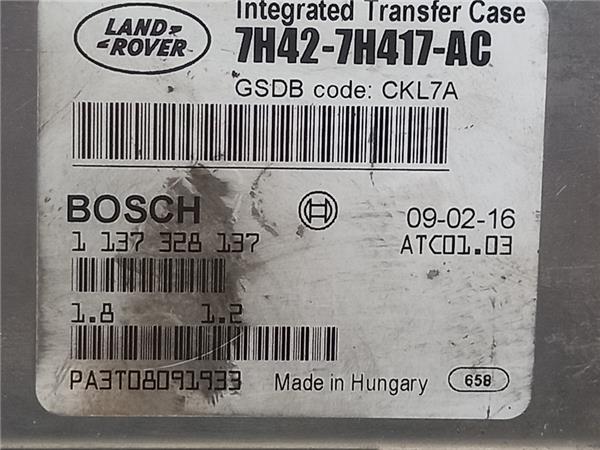 LAND-
ROVER
Integrated Transfer Case
7H42-7H417-AC
GSDB code: CKL7A
BOSCH
09-02-16
1 137 328 137
ATC01.03
1.8 1.2
PA3T08091933
Made in Hungary
658